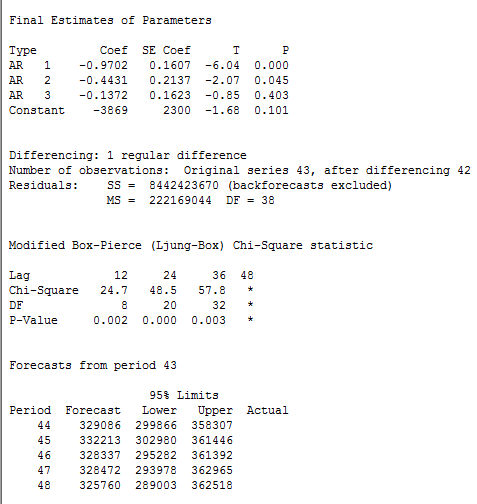 Final Estimates of Parameters
Type Coef SE Coef T P
AR 1 -0.9702 0.1607 -6.04 0.000
AR 2 -0.4431 0.2137 -2.07 0.045
AR 3 -0.1372 0.1623 -0.85 0.403
Constant -3869 2300 -1.68 0.101
Differencing: 1 regular difference
Number of observations: Original series 43, after differencing 42
Residuals: SS = 8442423670 (backforecasts excluded)
MS = 222169044 DF = 38
Modified Box-Pierce (Ljung-Box) Chi-Square statistic
Lag 12 24 36 48
Chi-Square 24.7 48.5 57.8 *
DF 8 20 32 *
P-Value 0.002 0.000 0.003 *
Forecasts from period 43
95% Limits
Period Forecast Lower Upper Actual
44 329086 299866 358307
45 332213 302980 361446
46 328337 295282 361392
47 328472 293978 362965
48 325760 289003 362518